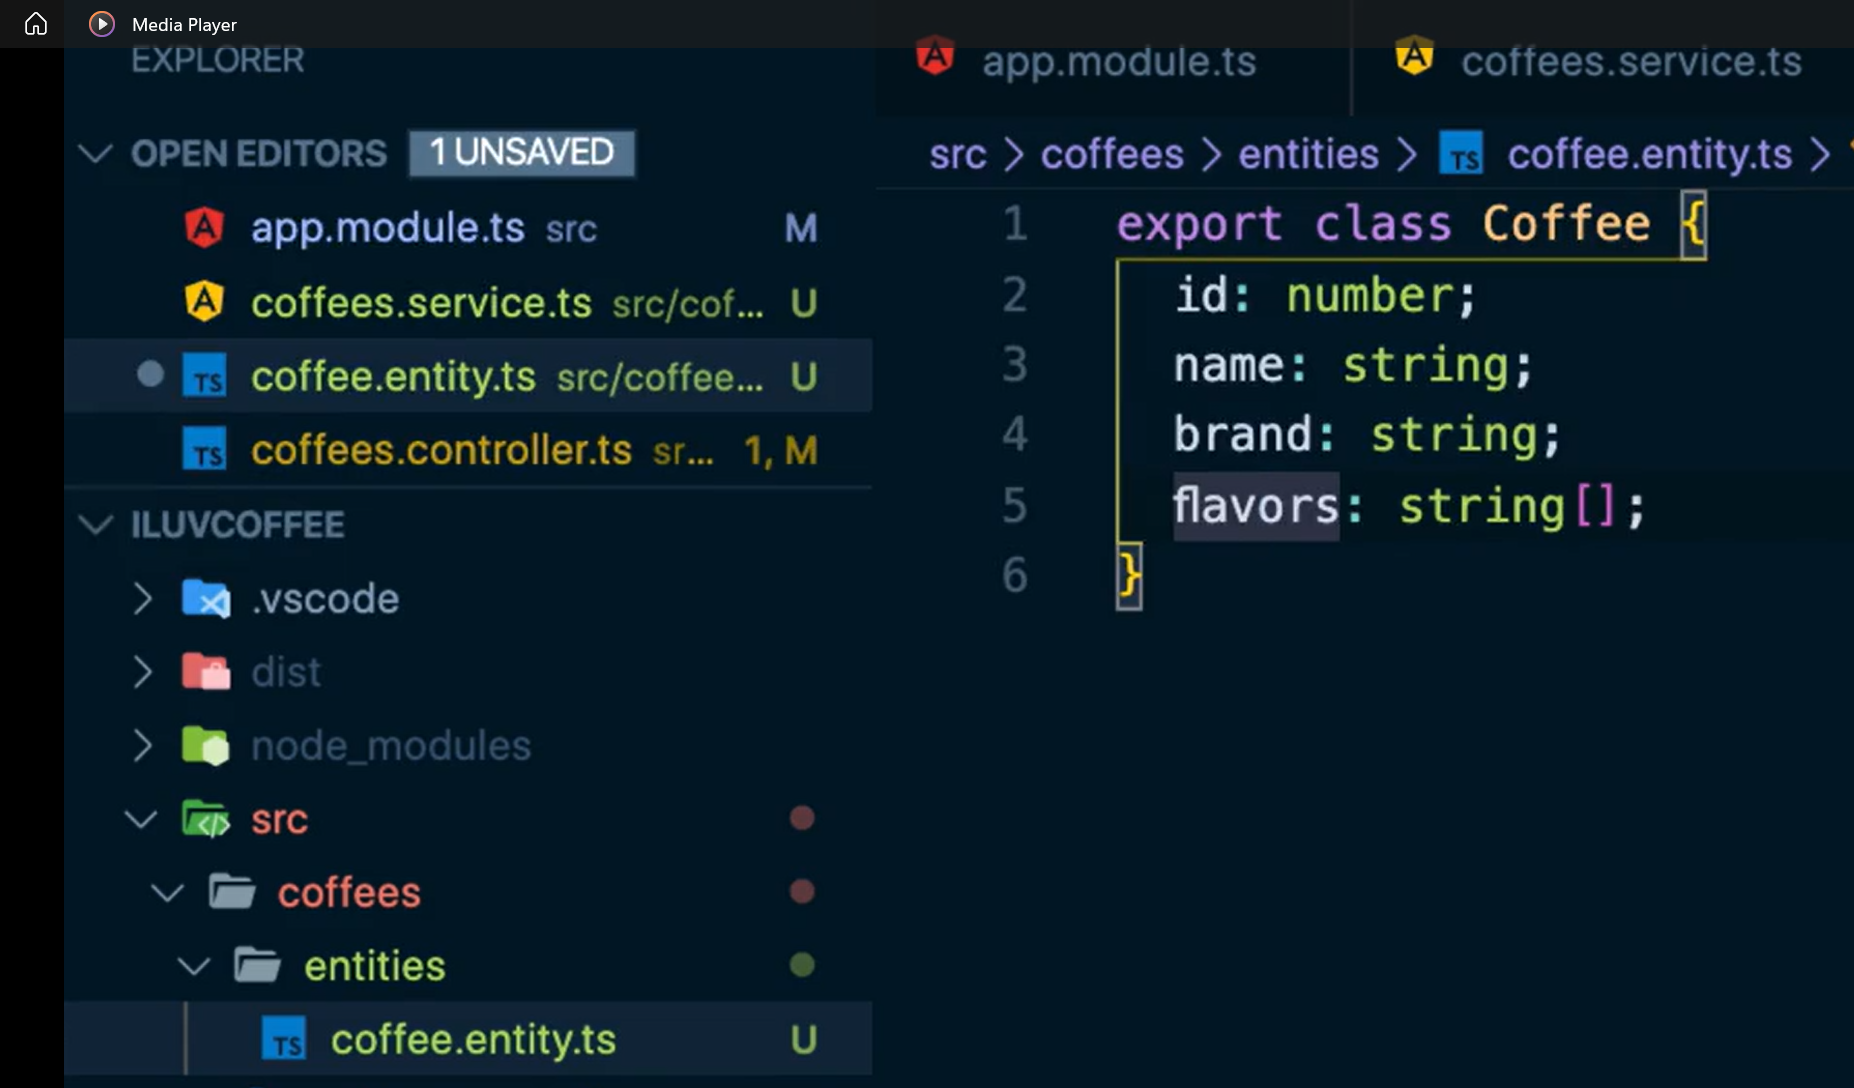 Media Player
EXPLORER
OPEN EDITORS 1 UNSAVED
app.module.ts src M
coffees.service.ts src/cof... U
TS coffee.entity.ts src/coffee... U
TS coffees.controller.ts sr... 1, M
ILUVCOFFEE
.vscode
dist
node_modules
src
coffees
entities
TS coffee.entity.ts U
app.module.ts coffees.service.ts
src > coffees > entities > TS coffee.entity.ts >
1 export class Coffee {
2 id: number;
3 name: string;
4 brand: string;
5 flavors: string[];
6 }